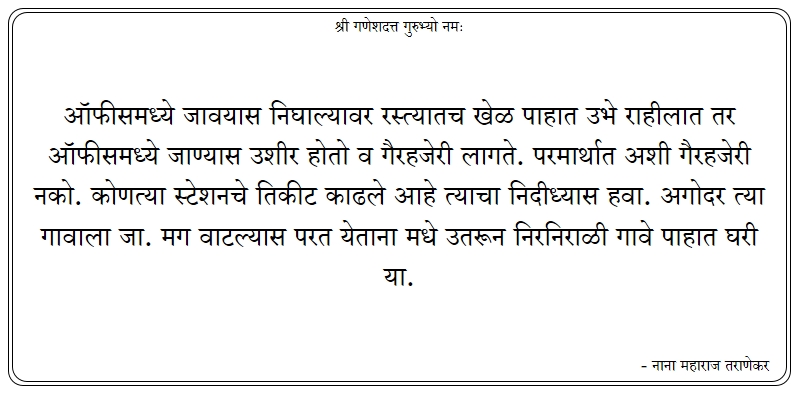 श्री गणेशदत्त गुरुभ्यो नमः
ऑफीसमध्ये जावयास निघाल्यावर रस्त्यातच खेळ पाहात उभे राहीलात तर
ऑफीसमध्ये जाण्यास उशीर होतो व गैरहजेरी लागते. परमार्थात अशी गैरहजेरी
नको. कोणत्या स्टेशनचे तिकीट काढले आहे त्याचा निदीध्यास हवा. अगोदर त्या
गावाला जा. मग वाटल्यास परत येताना मधे उतरून निरनिराळी गावे पाहात घरी
या.
- नाना महाराज तराणेकर